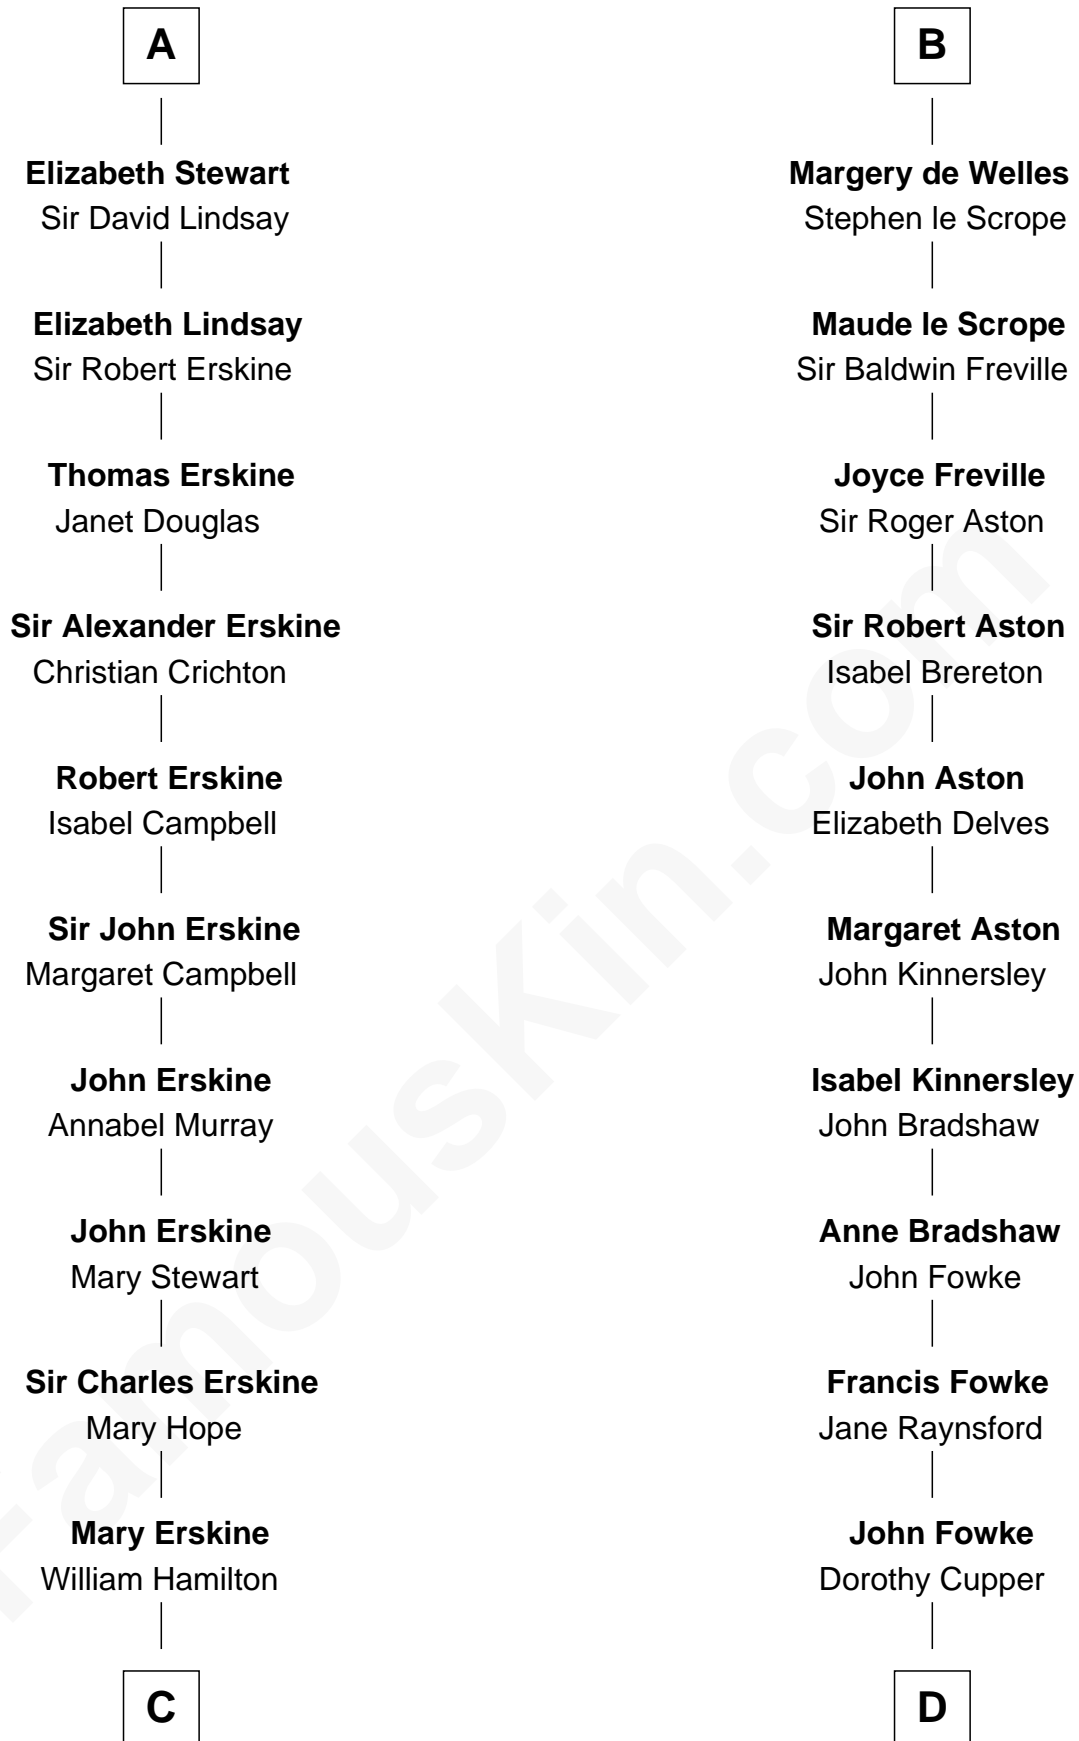 A
Elizabeth Stewart
Sir David Lindsay
Elizabeth Lindsay
Sir Robert Erskine
Thomas Erskine
Janet Douglas
Sir Alexander Erskine
Christian Crichton
Robert Erskine
Isabel Campbell
Sir John Erskine
Margaret Campbell
John Erskine
Annabel Murray
John Erskine
Mary Stewart
Sir Charles Erskine
Mary Hope
Mary Erskine
William Hamilton
C
B
Margery de Welles
Stephen le Scrope
Maude le Scrope
Sir Baldwin Freville
Joyce Freville
Sir Roger Aston
Sir Robert Aston
Isabel Brereton
John Aston
Elizabeth Delves
Margaret Aston
John Kinnersley
Isabel Kinnersley
John Bradshaw
Anne Bradshaw
John Fowke
Francis Fowke
Jane Raynsford
John Fowke
Dorothy Cupper
D
FamousKin.com